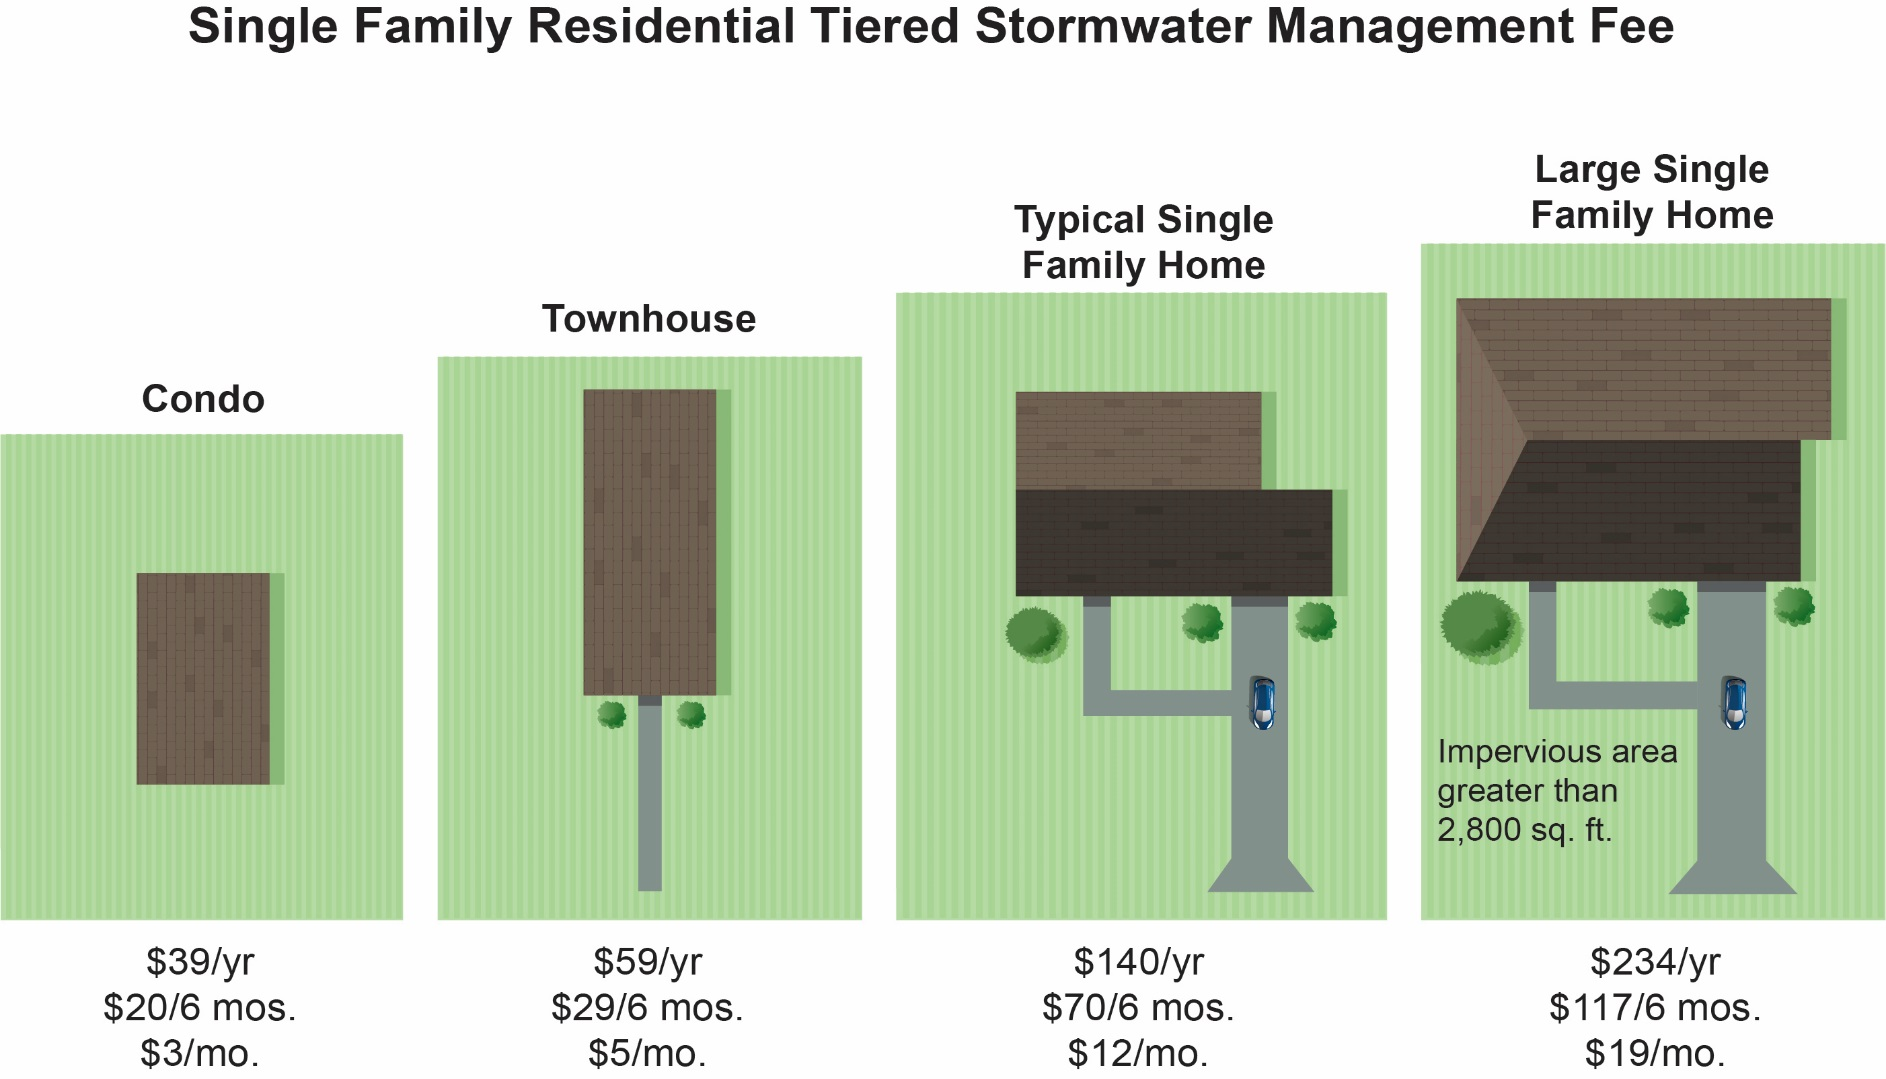 Single Family Residential Tiered Stormwater Management Fee
Condo
Townhouse
Typical Single
Family Home
Large Single
Family Home
Impervious area
greater than
2,800 sq. ft.
$39/yr
$20/6 mos.
$3/mo.
$59/yr
$29/6 mos.
$5/mo.
$140/yr
$70/6 mos.
$12/mo.
$234/yr
$117/6 mos.
$19/mo.